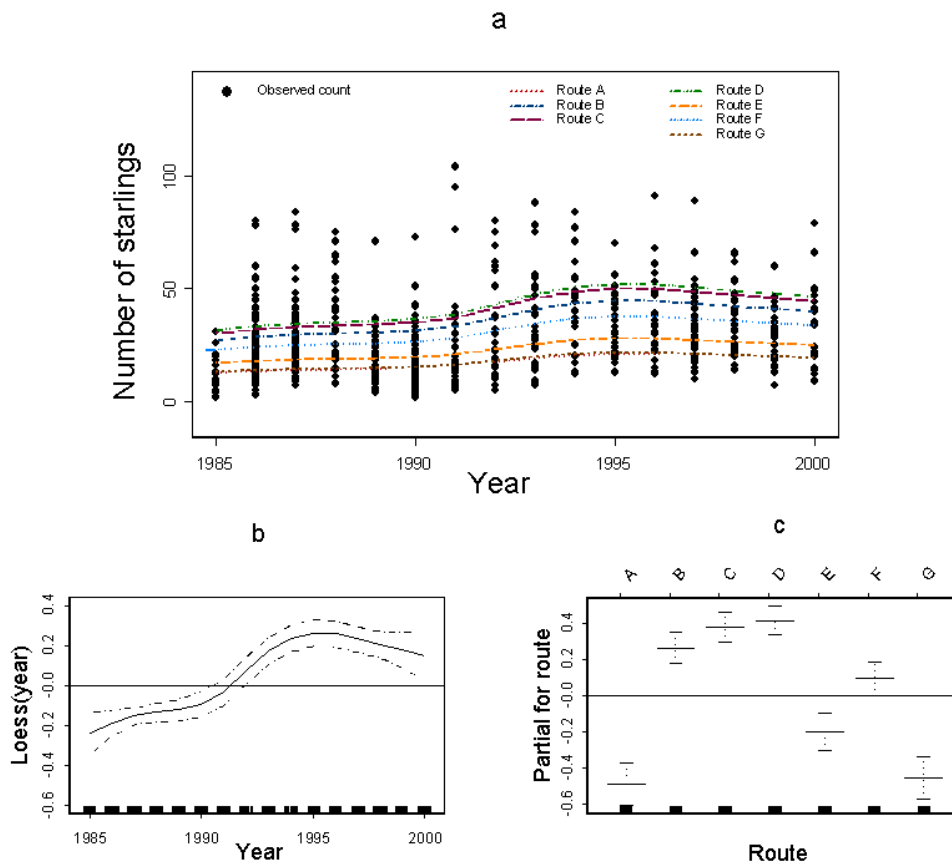 a
Observed count
Route A
Route B
Route C
Route D
Route E
Route F
Route G
Number of starlings
100
50
0
1985 1990 1995 2000
Year
b
Loess(year)
0.4
0.2
-0.0
-0.2
-0.4
-0.6
1985 1990 1995 2000
Year
c
A B C D E F G
Partial for route
0.4
0.2
-0.0
-0.2
-0.4
-0.6
Route